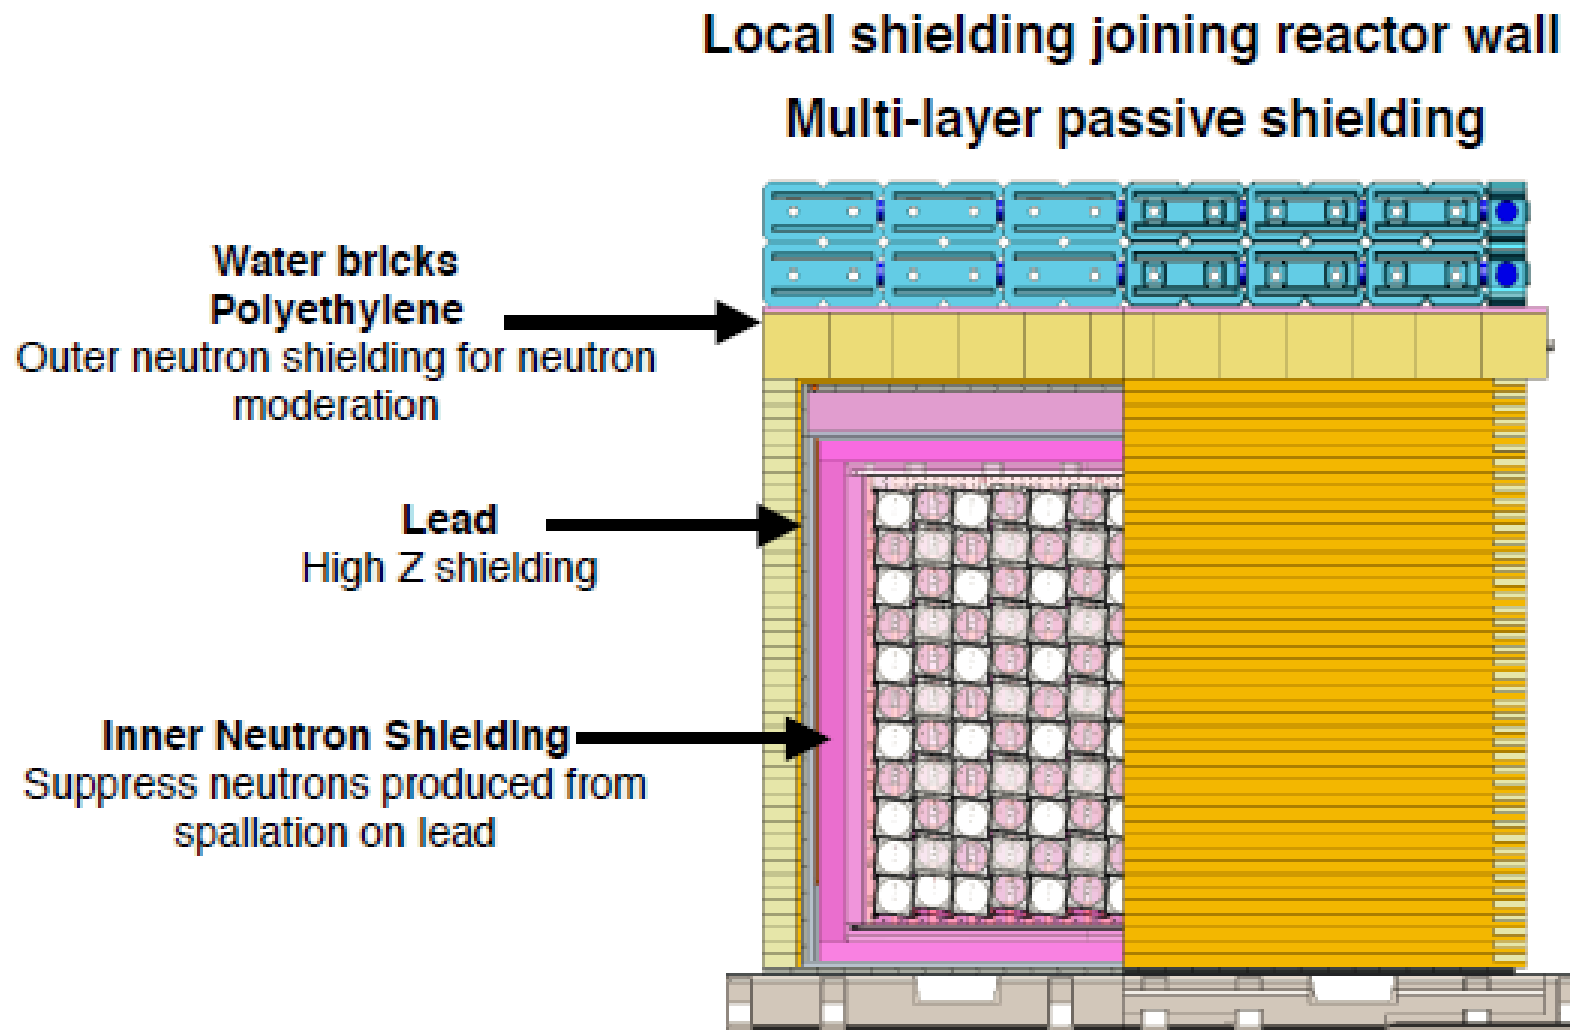 Local shielding joining reactor wall
Multi-layer passive shielding
Water bricks
Polyethylene
Outer neutron shielding for neutron
moderation
Lead
High Z shielding
Inner Neutron Shielding
Suppress neutrons produced from
spallation on lead